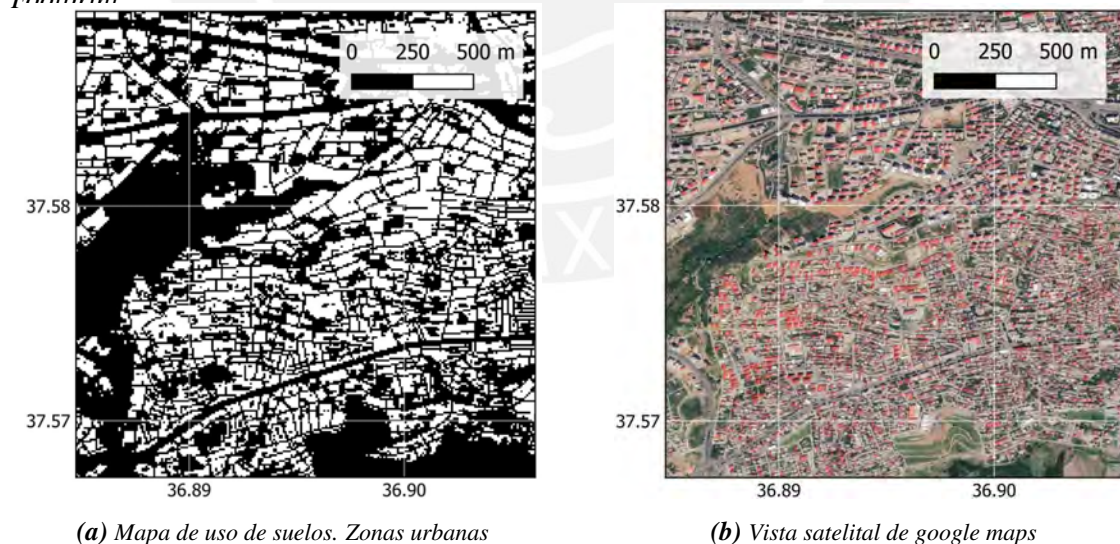 0 250 500 m
0 250 500 m
37.58
37.58
37.57
37.57
36.89 36.90
36.89 36.90
(a) Mapa de uso de suelos. Zonas urbanas
(b) Vista satelital de google maps